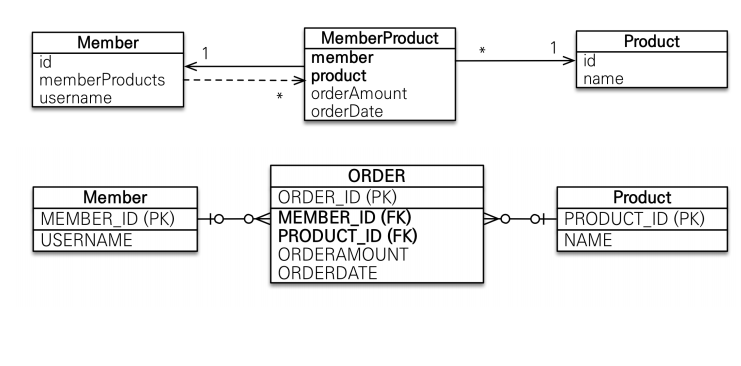 Member
id
memberProducts
username
1
*
MemberProduct
member
product
orderAmount
orderDate
*
1
Product
id
name
Member
MEMBER_ID (PK)
USERNAME
ORDER
ORDER_ID (PK)
MEMBER_ID (FK)
PRODUCT_ID (FK)
ORDERAMOUNT
ORDERDATE
Product
PRODUCT_ID (PK)
NAME